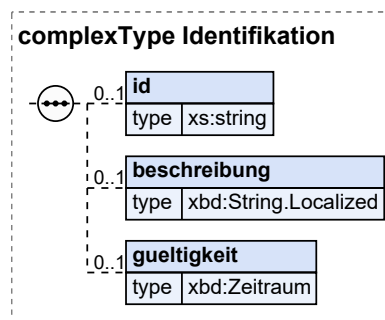 complexType Identifikation
0..1
id
type xs:string
0..1
beschreibung
type xbd:String.Localized
0..1
gueltigkeit
type xbd:Zeitraum